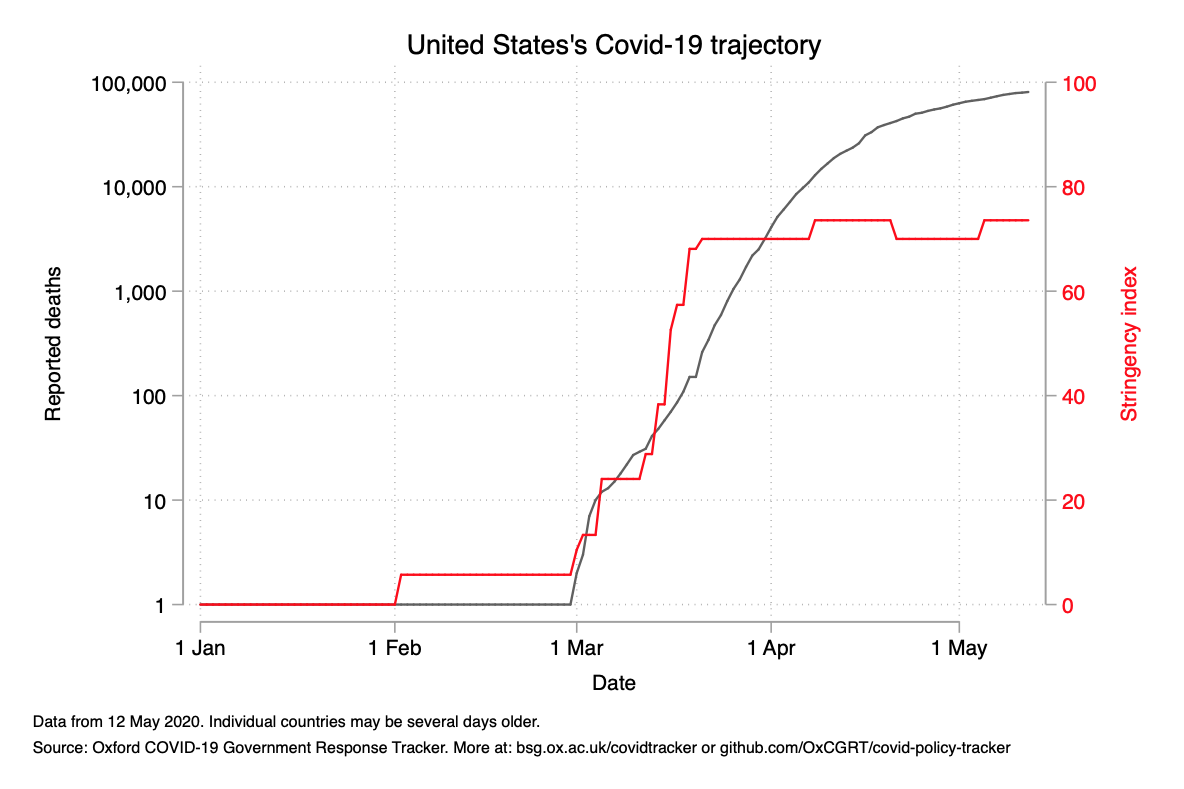 United States's Covid-19 trajectory
100,000
10,000
1,000
100
10
1
Reported deaths
100
80
60
40
20
0
Stringency index
1 Jan
1 Feb
1 Mar
1 Apr
1 May
Date
Data from 12 May 2020. Individual countries may be several days older.
Source: Oxford COVID-19 Government Response Tracker. More at: bsg.ox.ac.uk/covidtracker or github.com/OxCGRT/covid-policy-tracker